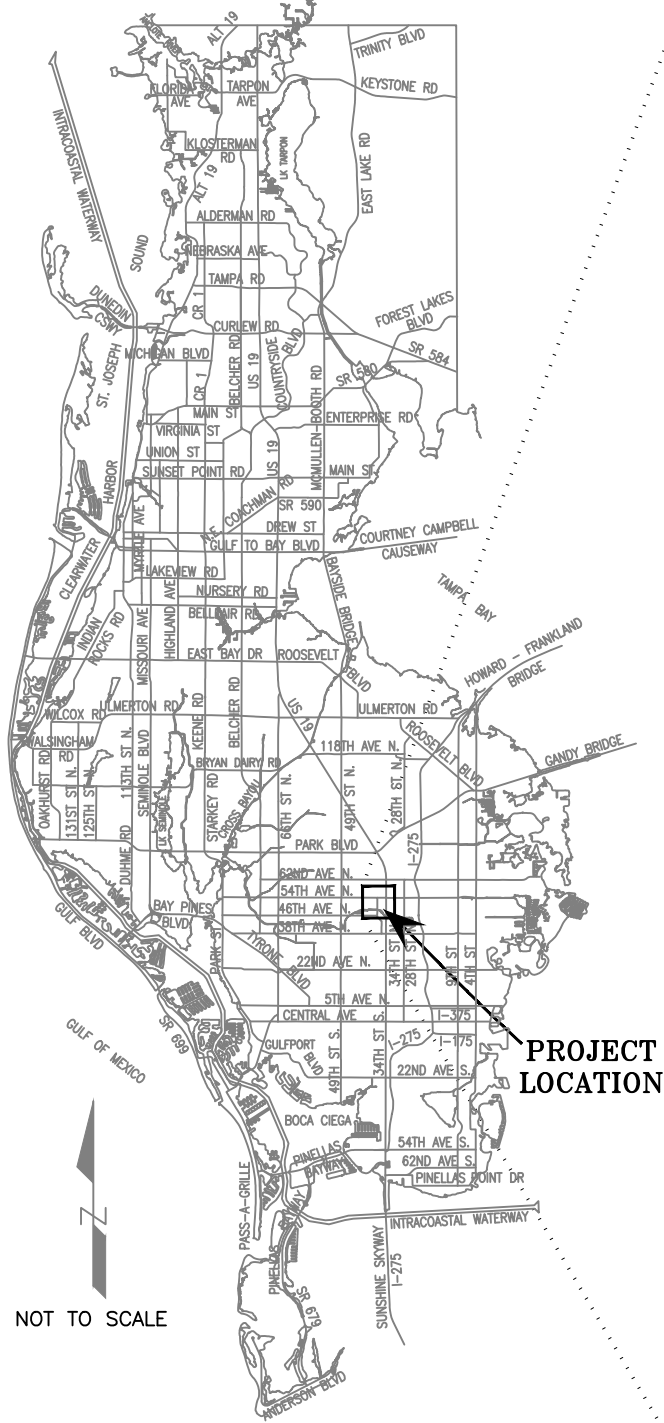 ALT 19
TRINITY BLVD
KEYSTONE RD
FLORIDA
AVE
TARPON
AVE
KLOSTERMAN
RD
LK TARPON
EAST LAKE RD
INTRACOASTAL WATERWAY
ALT 19
ALDERMAN RD
SOUND
NEBRASKA AVE
TAMPA RD
CR 1
DUNEDIN
CSWY
CURLEW RD
FOREST LAKES
BLVD
SR 584
MICHIGAN BLVD
ST. JOSEPH
CR 1
BELCHER RD
US 19
COUNTRYSIDE
BLVD
SR 580
MCMULLEN-BOOTH RD
MAIN ST
ENTERPRISE RD
VIRGINIA ST
UNION ST
SUNSET POINT RD
US 19
MAIN ST
HARBOR
N.E. COACHMAN RD
SR 590
MYRTLE AVE
DREW ST
GULF TO BAY BLVD
COURTNEY CAMPBELL
CAUSEWAY
CLEARWATER
LAKEVIEW RD
NURSERY RD
BELLEAIR RD
BAYSIDE BRIDGE
TAMPA BAY
INDIAN
ROCKS RD
MISSOURI AVE
HIGHLAND AVE
EAST BAY DR
ROOSEVELT
BLVD
HOWARD - FRANKLAND
BRIDGE
WILCOX RD
ULMERTON RD
KEENE RD
BELCHER RD
US 19
ULMERTON RD
WALSINGHAM
RD
118TH AVE N.
ROOSEVELT BLVD
GANDY BRIDGE
OAKHURST RD
131ST ST N.
125TH ST N.
113TH ST N.
SEMINOLE BLVD
LK SEMINOLE
BRYAN DAIRY RD
STARKEY RD
CROSS BAYOU
66TH ST N.
49TH ST N.
28TH ST. N.
I-275
DUHME RD
PARK BLVD
62ND AVE N.
54TH AVE N.
46TH AVE N.
38TH AVE N.
BAY PINES
BLVD
GULF BLVD
PARK ST
TYRONE BLVD
22ND AVE N.
34TH ST N.
28TH ST N.
9TH ST
4TH ST
5TH AVE N.
CENTRAL AVE
I-375
I-175
I-275
SR 699
GULF OF MEXICO
GULFPORT
BLVD
49TH ST S.
34TH ST S.
22ND AVE S.
PROJECT
LOCATION
BOCA CIEGA
54TH AVE S.
62ND AVE S.
PINELLAS POINT DR
PINELLAS
BAYWAY
PASS-A-GRILLE
INTRACOASTAL WATERWAY
PINELLAS BAYWAY
SUNSHINE SKYWAY
I-275
SR 679
ANDERSON BLVD
N
NOT TO SCALE